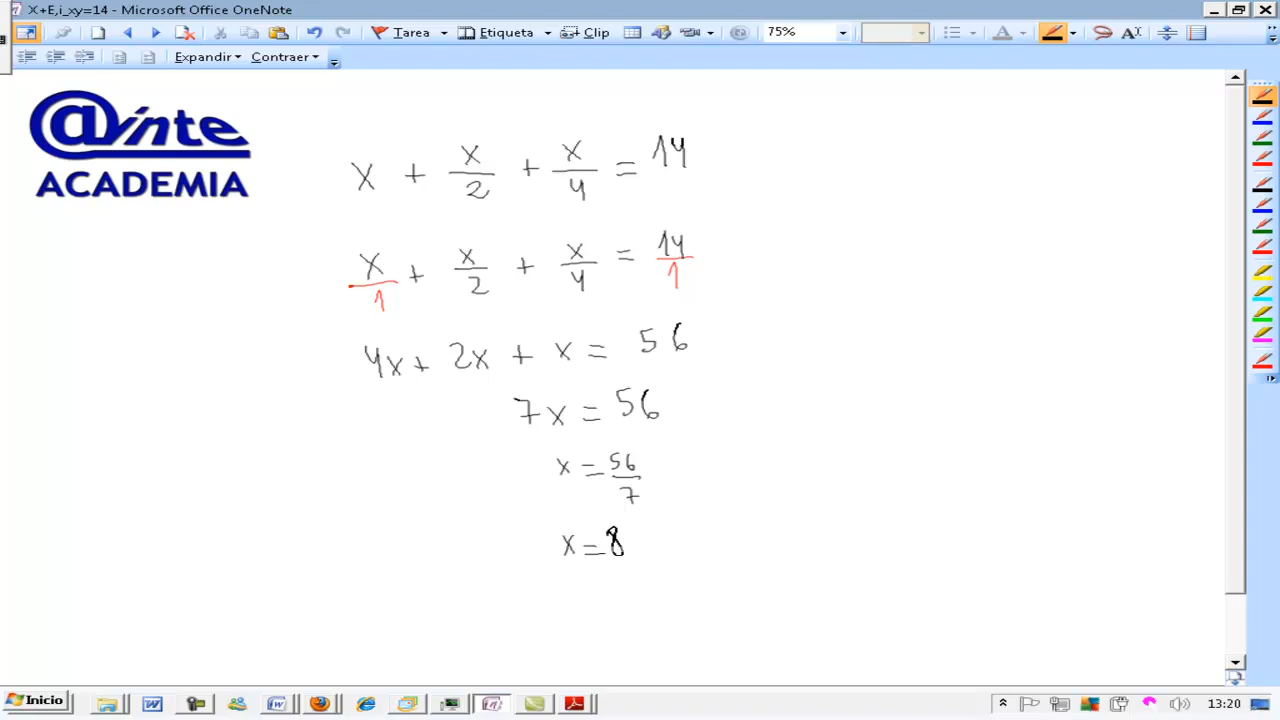 X+E,i_xy=14 - Microsoft Office OneNote
Tarea Etiqueta Clip 75%
Expandir Contraer
@inte
ACADEMIA
x + x/2 + x/4 = 14
x/1 + x/2 + x/4 = 14/1
4x + 2x + x = 56
7x = 56
x = 56/7
x = 8
Inicio 13:20